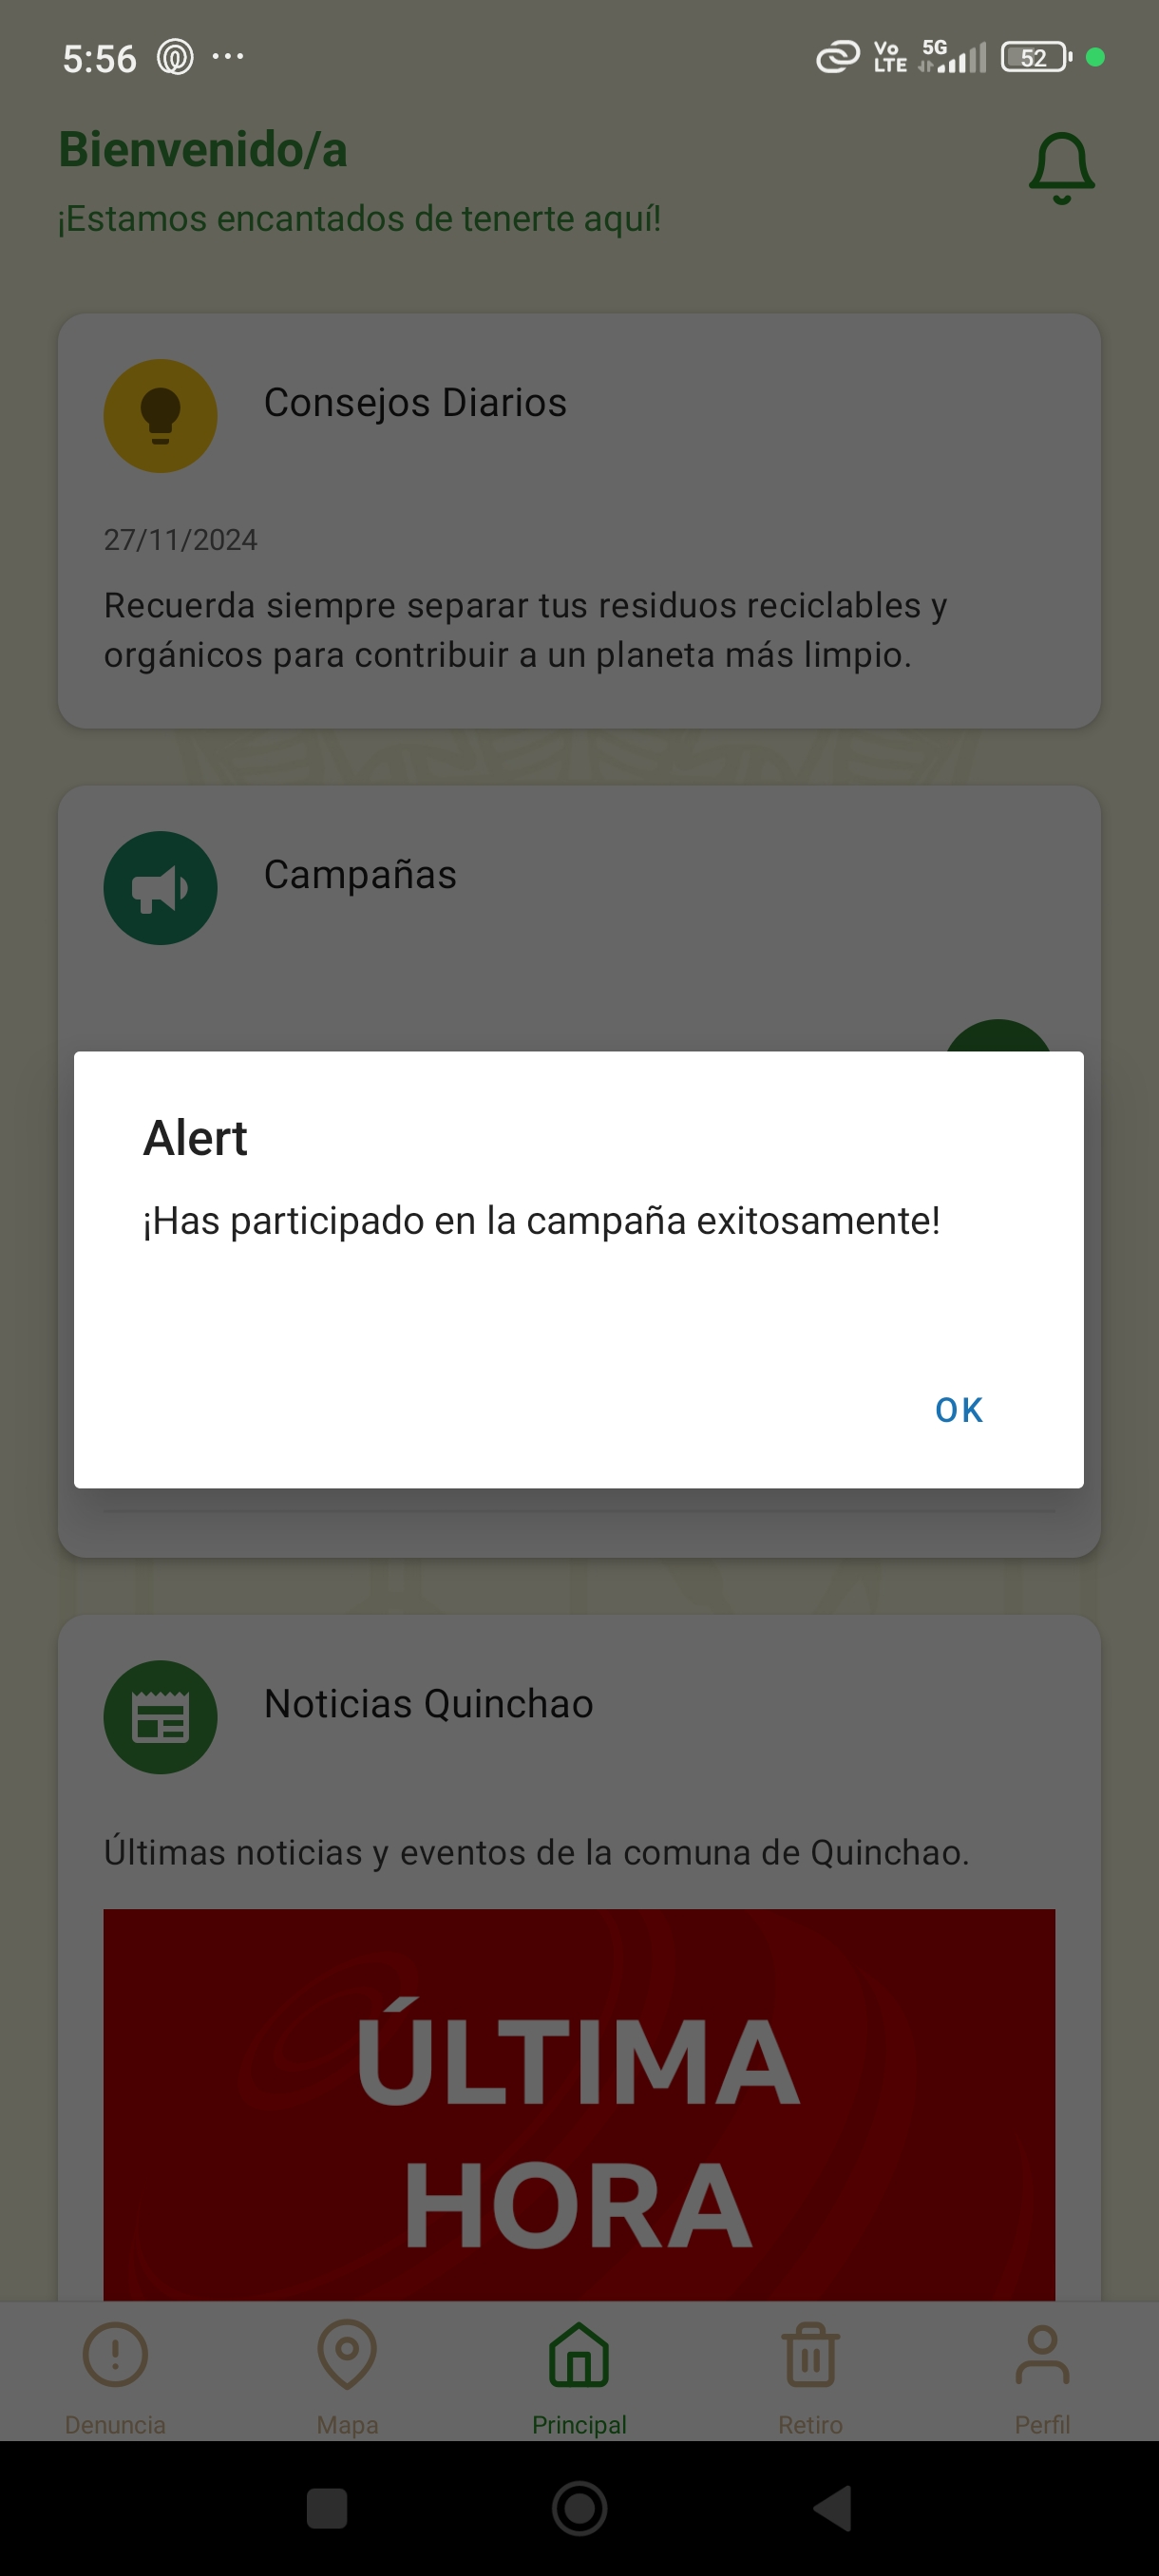 5:56
Vo
LTE
5G
52
Bienvenido/a
¡Estamos encantados de tenerte aquí!
Consejos Diarios
27/11/2024
Recuerda siempre separar tus residuos reciclables y
orgánicos para contribuir a un planeta más limpio.
Campañas
Alert
¡Has participado en la campaña exitosamente!
OK
Noticias Quinchao
Últimas noticias y eventos de la comuna de Quinchao.
ÚLTIMA
HORA
Denuncia
Mapa
Principal
Retiro
Perfil